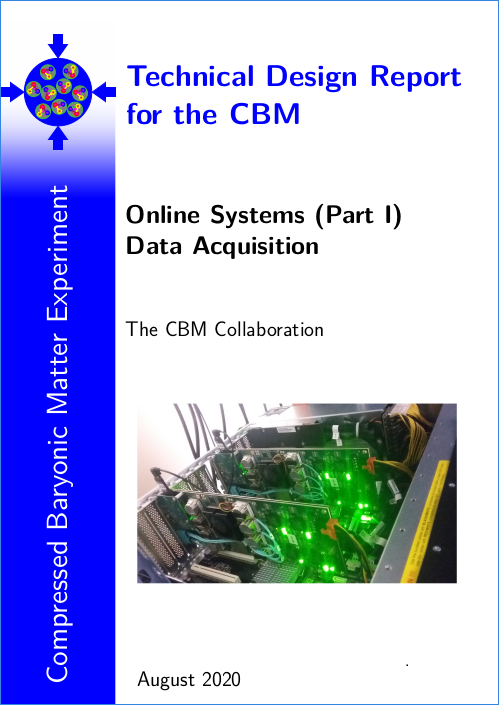 Technical Design Report
for the CBM
Online Systems (Part I)
Data Acquisition
The CBM Collaboration
Compressed Baryonic Matter Experiment
August 2020
.